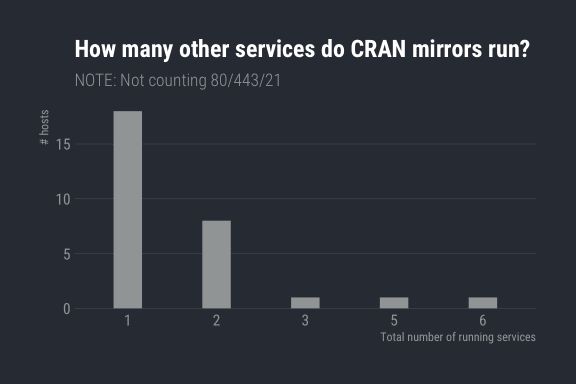 How many other services do CRAN mirrors run?
NOTE: Not counting 80/443/21
# hosts
15
10
5
0
1 2 3 5 6
Total number of running services